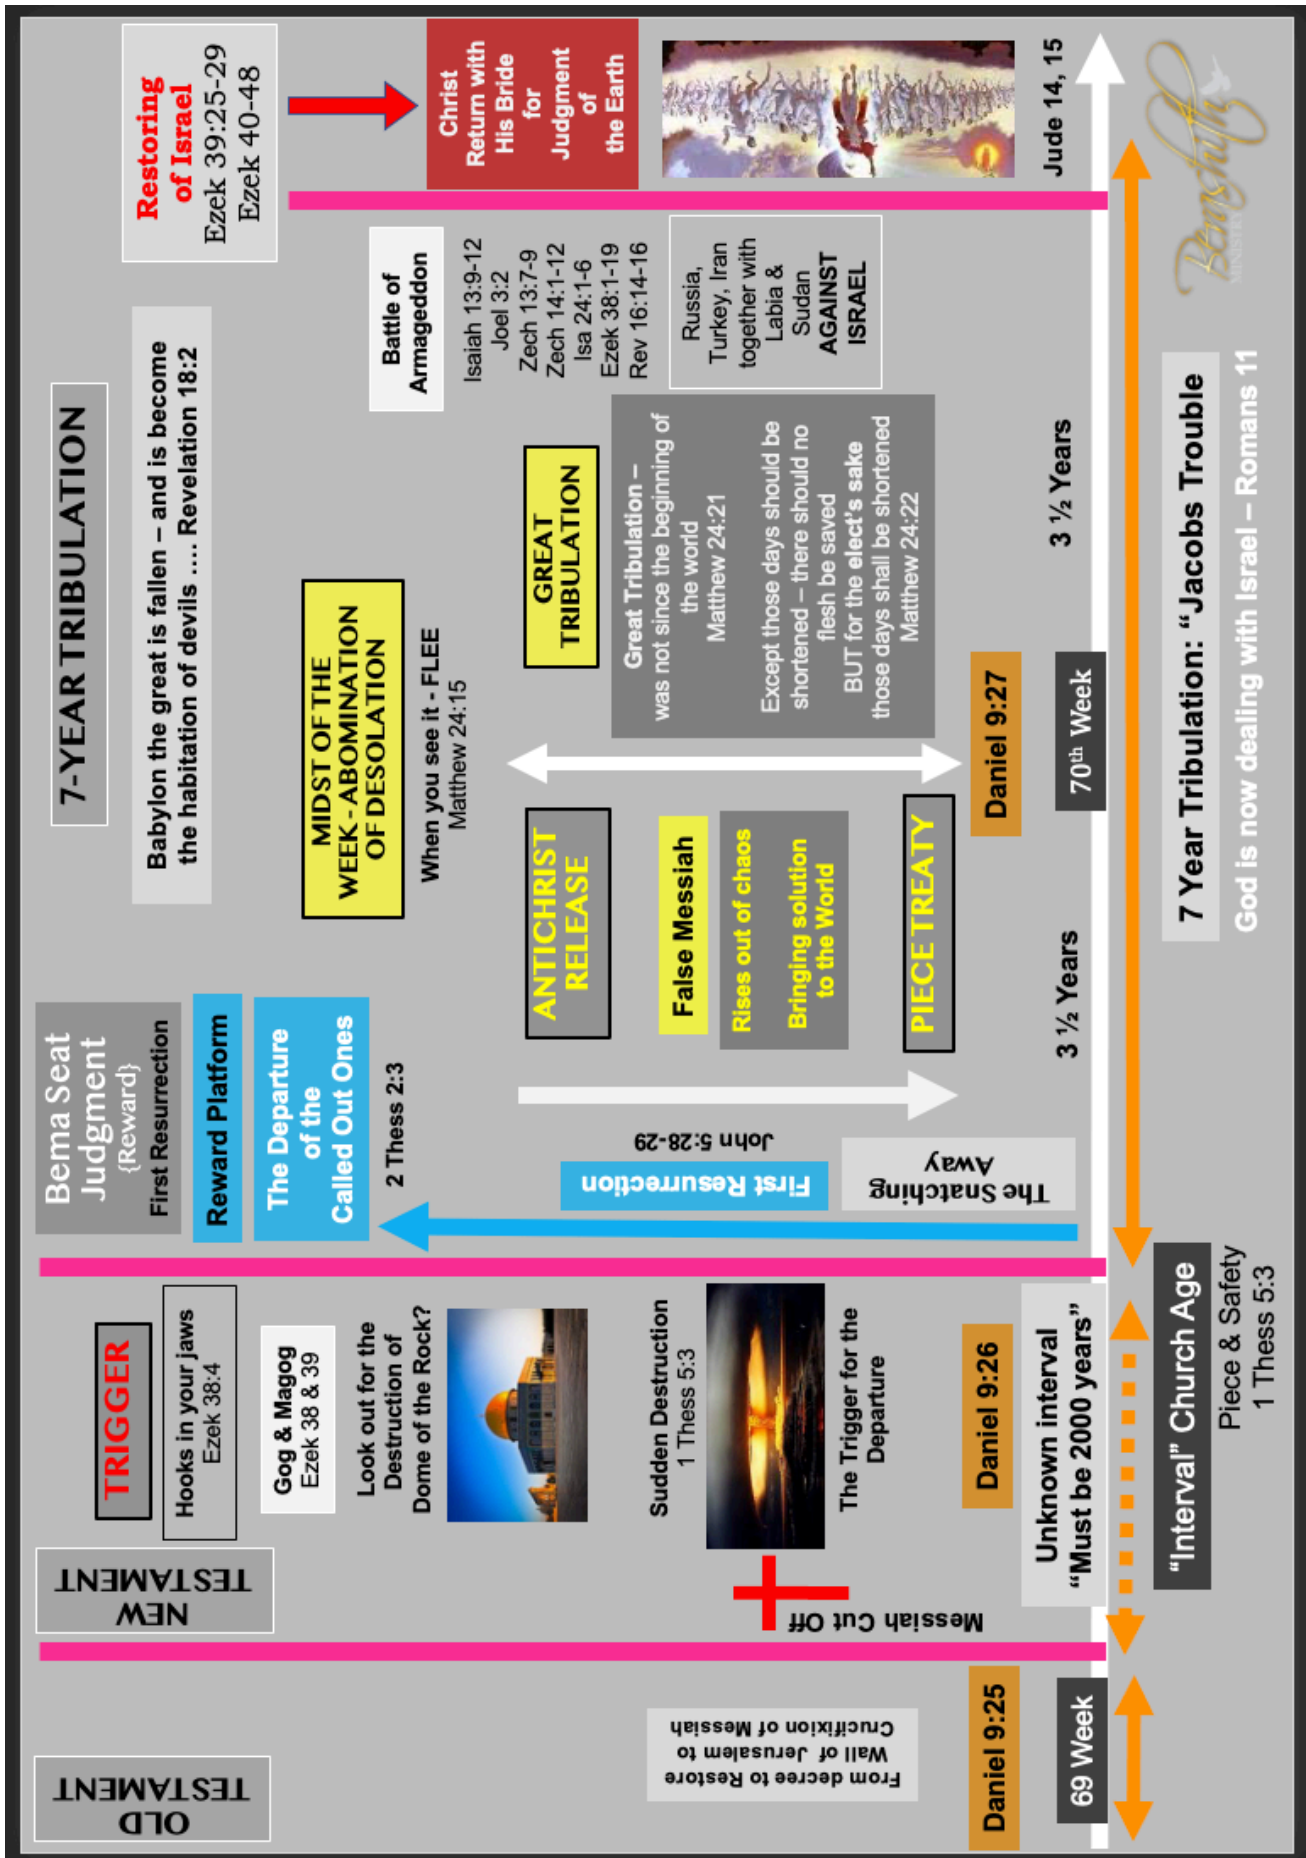 OLD
TESTAMENT
From decree to Restore
Wall of Jerusalem to
Crucifixion of Messiah
Daniel 9:25
69 Week
NEW
TESTAMENT
Messiah Cut Off
TRIGGER
Hooks in your jaws
Ezek 38:4
Gog & Magog
Ezek 38 & 39
Look out for the
Destruction of
Dome of the Rock?
Sudden Destruction
1 Thess 5:3
The Trigger for the
Departure
Daniel 9:26
Unknown interval
“Must be 2000 years”
“Interval” Church Age
Piece & Safety
1 Thess 5:3
Bema Seat
Judgment
{Reward}
First Resurrection
Reward Platform
The Departure
of the
Called Out Ones
2 Thess 2:3
First Resurrection
John 5:28-29
The Snatching
Away
7-YEAR TRIBULATION
Babylon the great is fallen – and is become
the habitation of devils .... Revelation 18:2
MIDST OF THE
WEEK - ABOMINATION
OF DESOLATION
When you see it - FLEE
Matthew 24:15
ANTICHRIST
RELEASE
False Messiah
Rises out of chaos
Bringing solution
to the World
PIECE TREATY
3 ½ Years
GREAT
TRIBULATION
Great Tribulation –
was not since the beginning of
the world
Matthew 24:21
Except those days should be
shortened – there should no
flesh be saved
BUT for the elect's sake
those days shall be shortened
Matthew 24:22
Daniel 9:27
70th Week
3 ½ Years
7 Year Tribulation: “Jacobs Trouble
God is now dealing with Israel – Romans 11
Battle of
Armageddon
Isaiah 13:9-12
Joel 3:2
Zech 13:7-9
Zech 14:1-12
Isa 24:1-6
Ezek 38:1-19
Rev 16:14-16
Russia,
Turkey, Iran
together with
Labia &
Sudan
AGAINST
ISRAEL
Restoring
of Israel
Ezek 39:25-29
Ezek 40-48
Christ
Return with
His Bride
for
Judgment
of
the Earth
Jude 14, 15
MINISTRY